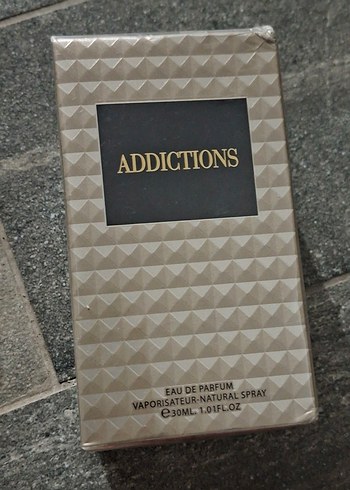 ADDICTIONS
EAU DE PARFUM
VAPORISATEUR-NATURAL SPRAY
℮30ML. 1.01FL.OZ